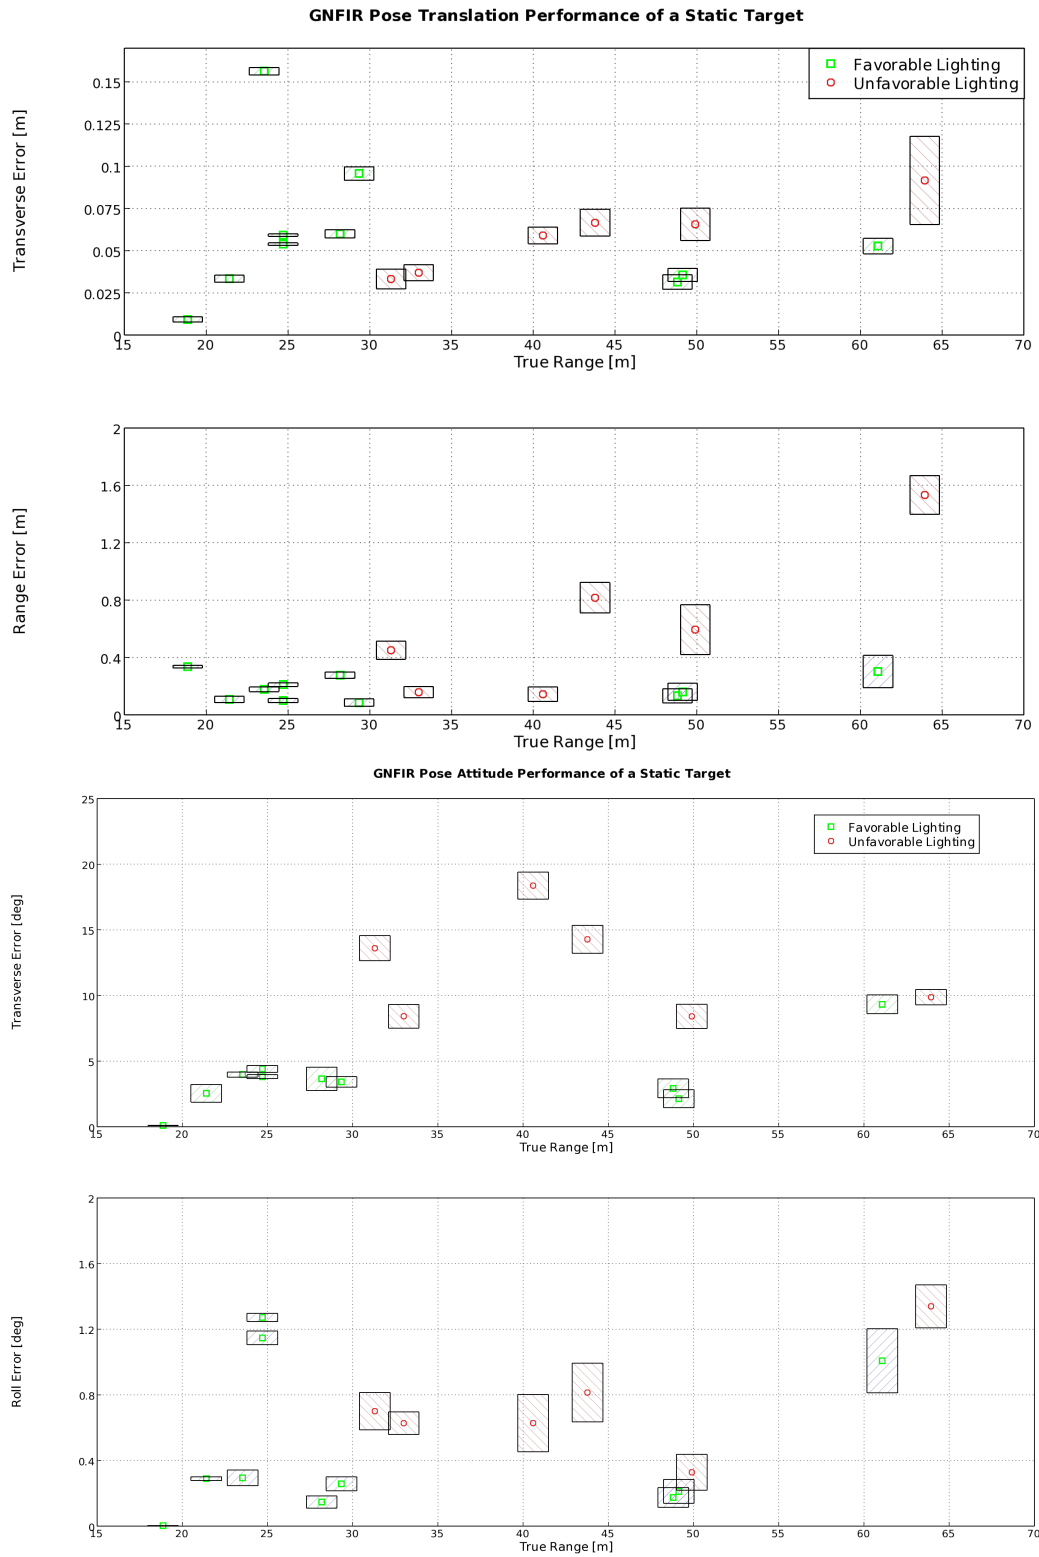 GNFIR Pose Translation Performance of a Static Target
Transverse Error [m]
0.15
0.125
0.1
0.075
0.05
0.025
0
Favorable Lighting
Unfavorable Lighting
15 20 25 30 35 40 45 50 55 60 65 70
True Range [m]
Range Error [m]
2
1.6
1.2
0.8
0.4
0
15 20 25 30 35 40 45 50 55 60 65 70
True Range [m]
GNFIR Pose Attitude Performance of a Static Target
Transverse Error [deg]
25
20
15
10
5
0
Favorable Lighting
Unfavorable Lighting
15 20 25 30 35 40 45 50 55 60 65 70
True Range [m]
Roll Error [deg]
2
1.6
1.2
0.8
0.4
0
15 20 25 30 35 40 45 50 55 60 65 70
True Range [m]